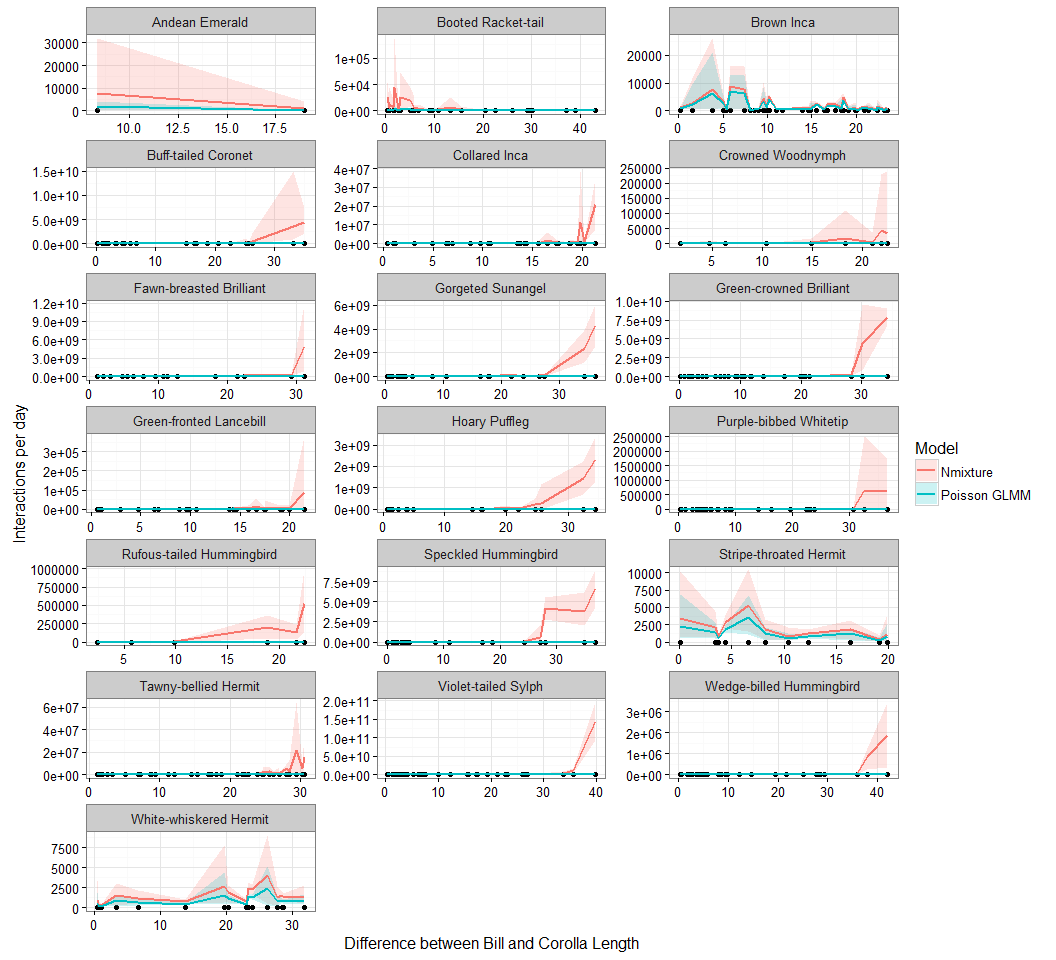 Andean Emerald Booted Racket-tail Brown Inca
30000
20000
10000
0
10.0 12.5 15.0 17.5
1e+05
5e+04
0e+00
0 10 20 30 40
20000
10000
0
0 5 10 15 20
Buff-tailed Coronet Collared Inca Crowned Woodnymph
1.5e+10
1.0e+10
5.0e+09
0.0e+00
0 10 20 30
4e+07
3e+07
2e+07
1e+07
0e+00
0 5 10 15 20
250000
200000
150000
100000
50000
0
5 10 15 20
Fawn-breasted Brilliant Gorgeted Sunangel Green-crowned Brilliant
1.2e+10
9.0e+09
6.0e+09
3.0e+09
0.0e+00
0 10 20 30
6e+09
4e+09
2e+09
0e+00
0 10 20 30
1.0e+10
7.5e+09
5.0e+09
2.5e+09
0.0e+00
0 10 20 30
Green-fronted Lancebill Hoary Puffleg Purple-bibbed Whitetip
3e+05
2e+05
1e+05
0e+00
0 5 10 15 20
3e+09
2e+09
1e+09
0e+00
0 10 20 30
2500000
2000000
1500000
1000000
500000
0
0 10 20 30
Rufous-tailed Hummingbird Speckled Hummingbird Stripe-throated Hermit
1000000
750000
500000
250000
0
5 10 15 20
7.5e+09
5.0e+09
2.5e+09
0.0e+00
0 10 20 30
10000
7500
5000
2500
0
0 5 10 15 20
Tawny-bellied Hermit Violet-tailed Sylph Wedge-billed Hummingbird
6e+07
4e+07
2e+07
0e+00
0 10 20 30
2.0e+11
1.5e+11
1.0e+11
5.0e+10
0.0e+00
0 10 20 30 40
3e+06
2e+06
1e+06
0e+00
0 10 20 30 40
White-whiskered Hermit
7500
5000
2500
0
0 10 20 30
Interactions per day
Difference between Bill and Corolla Length
Model
Nmixture
Poisson GLMM